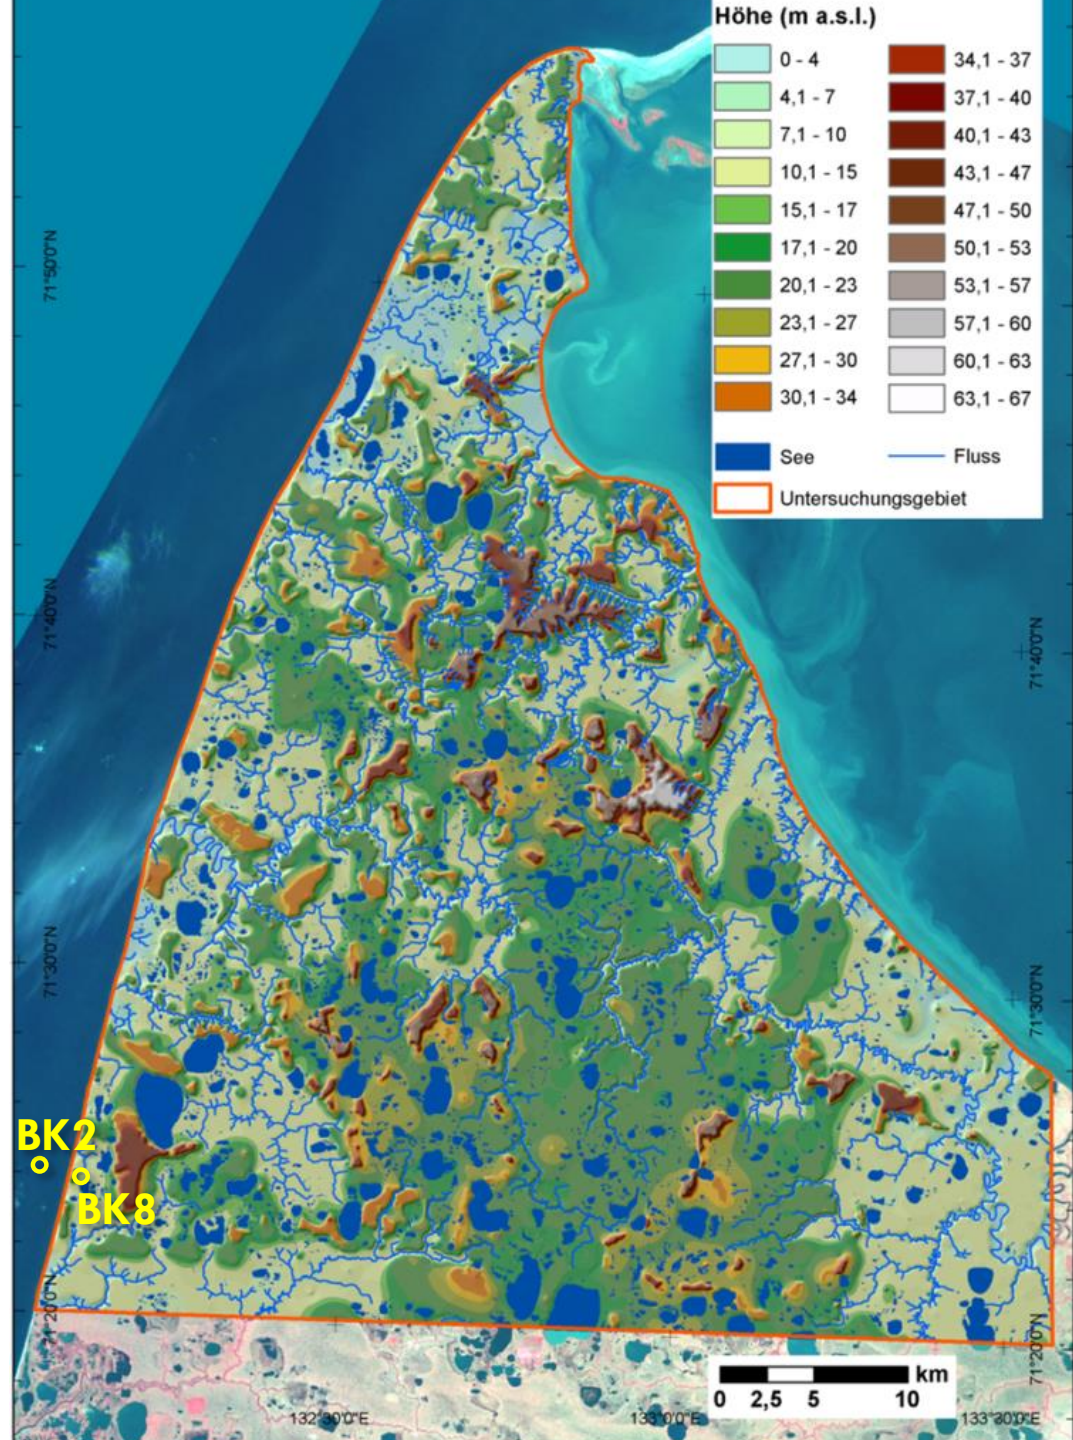 Höhe (m a.s.l.)
0 - 4
4,1 - 7
7,1 - 10
10,1 - 15
15,1 - 17
17,1 - 20
20,1 - 23
23,1 - 27
27,1 - 30
30,1 - 34
34,1 - 37
37,1 - 40
40,1 - 43
43,1 - 47
47,1 - 50
50,1 - 53
53,1 - 57
57,1 - 60
60,1 - 63
63,1 - 67
See
Fluss
Untersuchungsgebiet
71°50'0"N
71°40'0"N
71°30'0"N
71°20'0"N
71°40'0"N
71°30'0"N
71°20'0"N
BK2
BK8
km
0 2,5 5 10
132°30'0"E
133°0'0"E
133°30'0"E